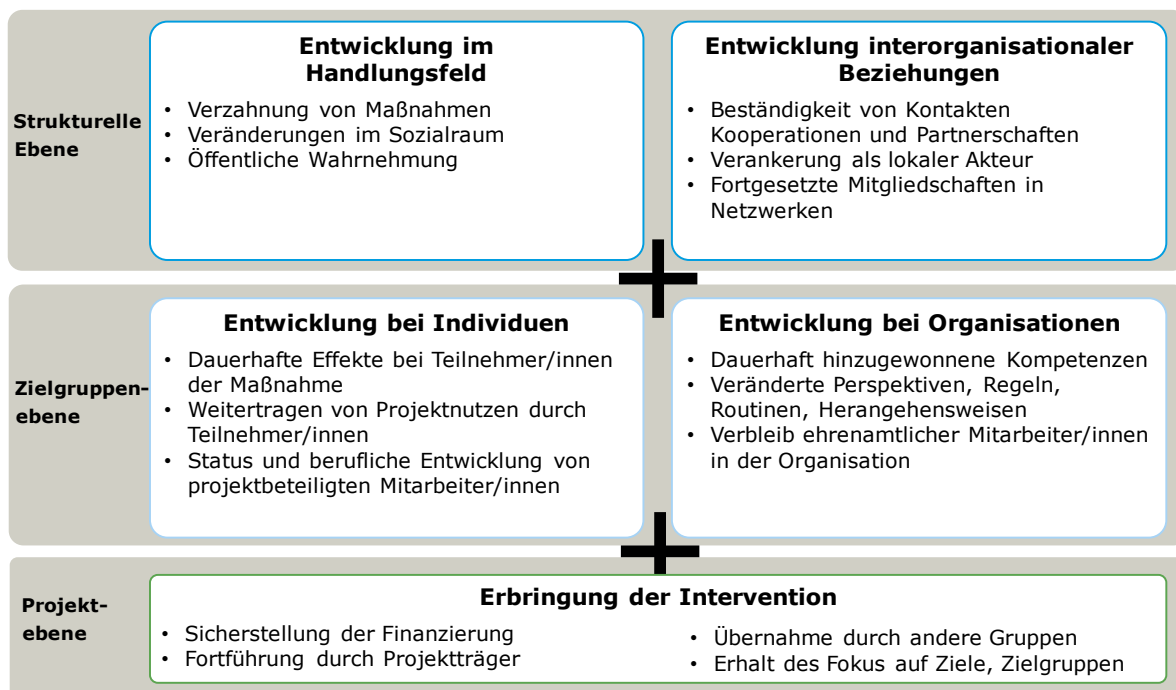 Strukturelle
Ebene
Entwicklung im
Handlungsfeld
• Verzahnung von Maßnahmen
• Veränderungen im Sozialraum
• Öffentliche Wahrnehmung
Entwicklung interorganisationaler
Beziehungen
• Beständigkeit von Kontakten
Kooperationen und Partnerschaften
• Verankerung als lokaler Akteur
• Fortgesetzte Mitgliedschaften in
Netzwerken
Zielgruppen-
ebene
Entwicklung bei Individuen
• Dauerhafte Effekte bei Teilnehmer/innen
der Maßnahme
• Weitertragen von Projektnutzen durch
Teilnehmer/innen
• Status und berufliche Entwicklung von
projektbeteiligten Mitarbeiter/innen
Entwicklung bei Organisationen
• Dauerhaft hinzugewonnene Kompetenzen
• Veränderte Perspektiven, Regeln,
Routinen, Herangehensweisen
• Verbleib ehrenamtlicher Mitarbeiter/innen
in der Organisation
Projekt-
ebene
Erbringung der Intervention
• Sicherstellung der Finanzierung
• Fortführung durch Projektträger
• Übernahme durch andere Gruppen
• Erhalt des Fokus auf Ziele, Zielgruppen